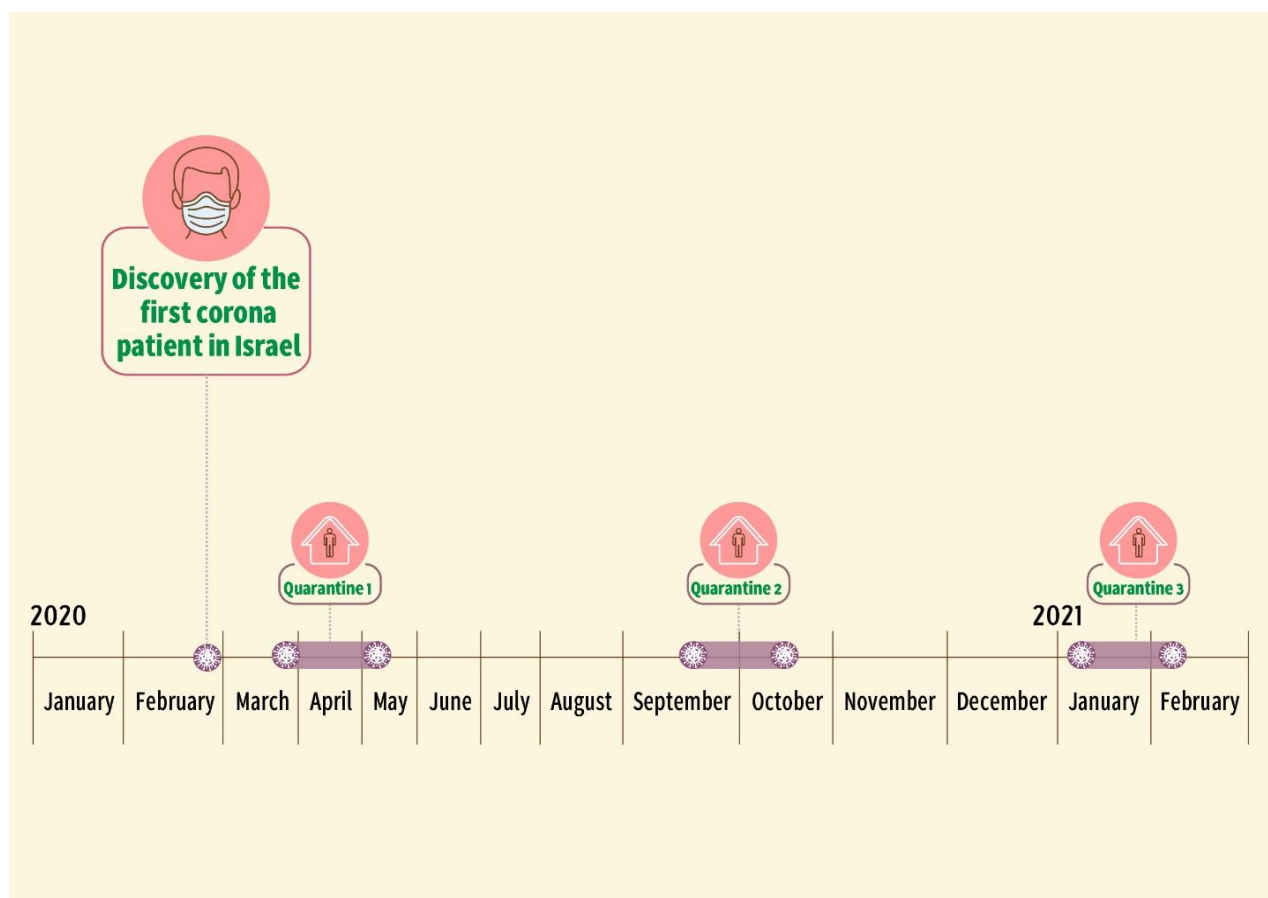 Discovery of the
first corona
patient in Israel
Quarantine 1
Quarantine 2
Quarantine 3
2020
2021
January
February
March
April
May
June
July
August
September
October
November
December
January
February